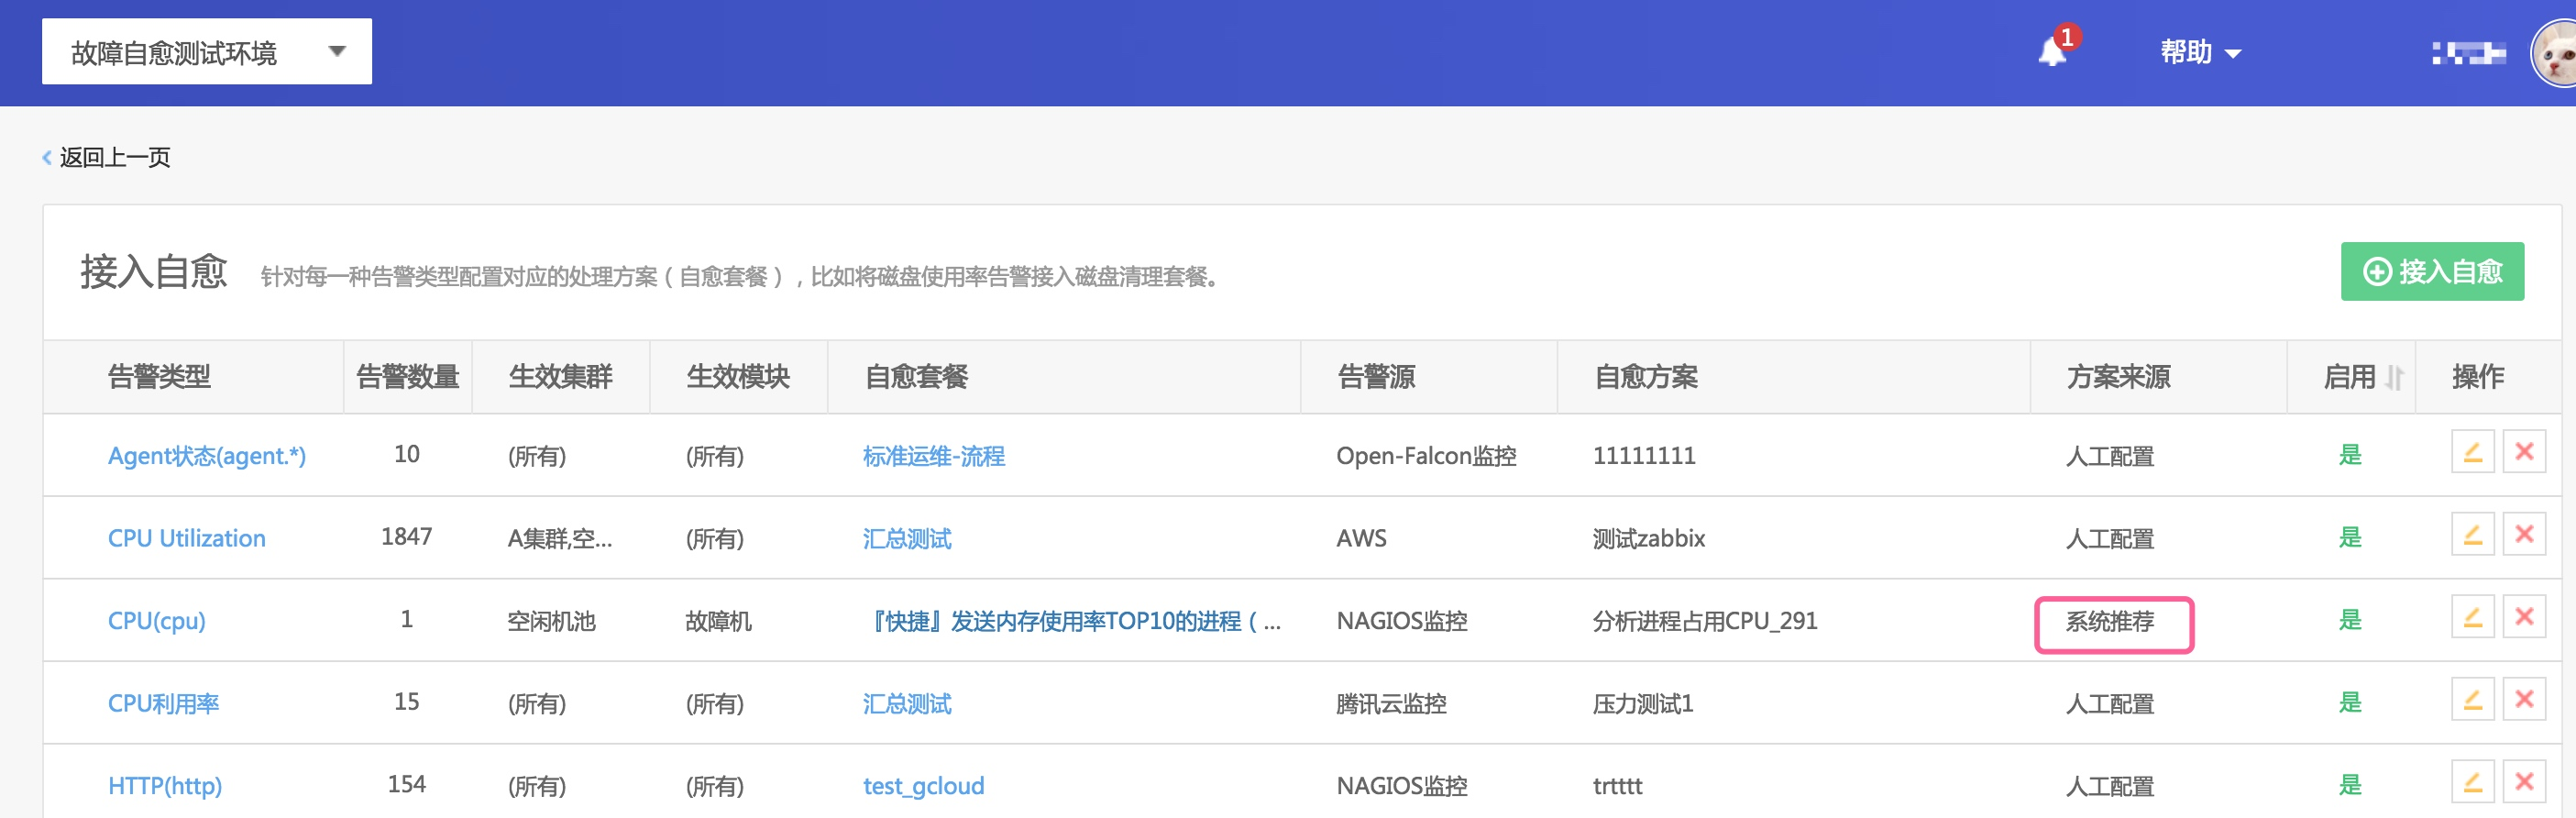 故障自愈测试环境
1
帮助
返回上一页
接入自愈 针对每一种告警类型配置对应的处理方案（自愈套餐），比如将磁盘使用率告警接入磁盘清理套餐。 接入自愈
告警类型 告警数量 生效集群 生效模块 自愈套餐 告警源 自愈方案 方案来源 启用 操作
Agent状态(agent.*) 10 (所有) (所有) 标准运维-流程 Open-Falcon监控 11111111 人工配置 是
CPU Utilization 1847 A集群,空... (所有) 汇总测试 AWS 测试zabbix 人工配置 是
CPU(cpu) 1 空闲机池 故障机 『快捷』发送内存使用率TOP10的进程（... NAGIOS监控 分析进程占用CPU_291 系统推荐 是
CPU利用率 15 (所有) (所有) 汇总测试 腾讯云监控 压力测试1 人工配置 是
HTTP(http) 154 (所有) (所有) test_gcloud NAGIOS监控 trtttt 人工配置 是